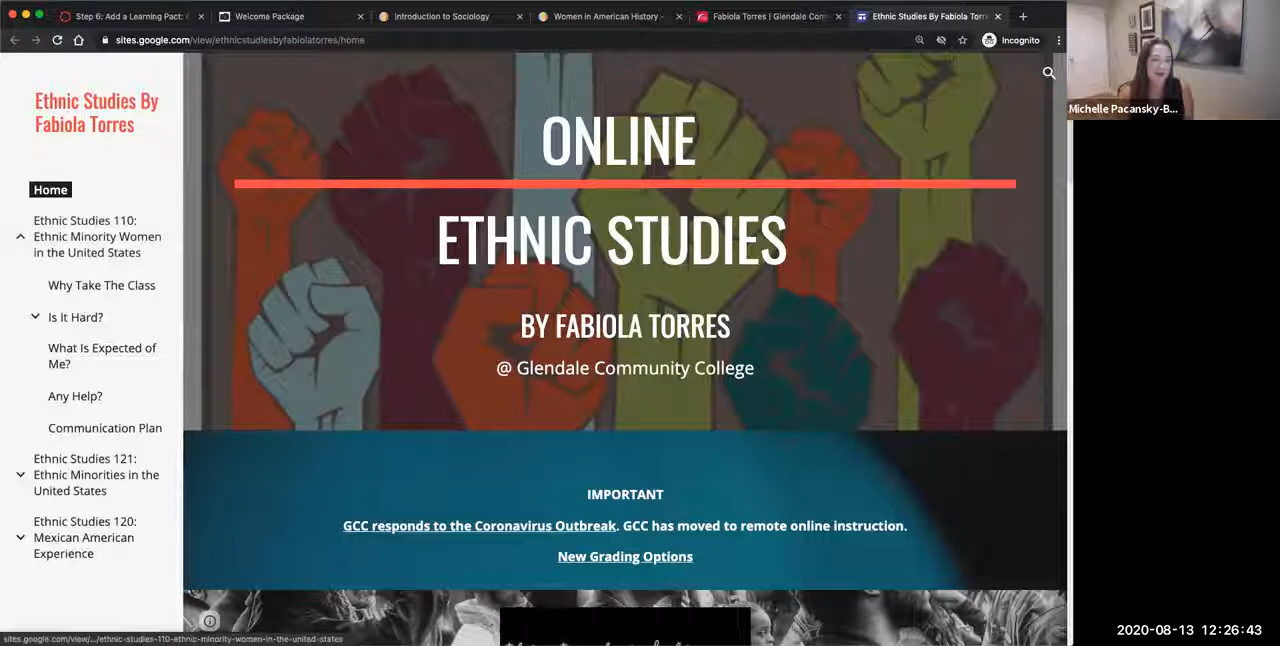 Step 6: Add a Learning Pact: (
Welcome Package
Introduction to Sociology
Women in American History -
Fabiola Torres | Glendale Com
Ethnic Studies By Fabiola Torr
sites.google.com/view/ethnicstudiesbyfabiolatorres/home
Incognito
Michelle Pacansky-B...
Ethnic Studies By
Fabiola Torres
Home
Ethnic Studies 110:
Ethnic Minority Women
in the United States
Why Take The Class
Is It Hard?
What Is Expected of
Me?
Any Help?
Communication Plan
Ethnic Studies 121:
Ethnic Minorities in the
United States
Ethnic Studies 120:
Mexican American
Experience
ONLINE
ETHNIC STUDIES
BY FABIOLA TORRES
@ Glendale Community College
IMPORTANT
GCC responds to the Coronavirus Outbreak. GCC has moved to remote online instruction.
New Grading Options
sites.google.com/view/.../ethnic-studies-110-ethnic-minority-women-in-the-united-states
2020-08-13 12:26:43